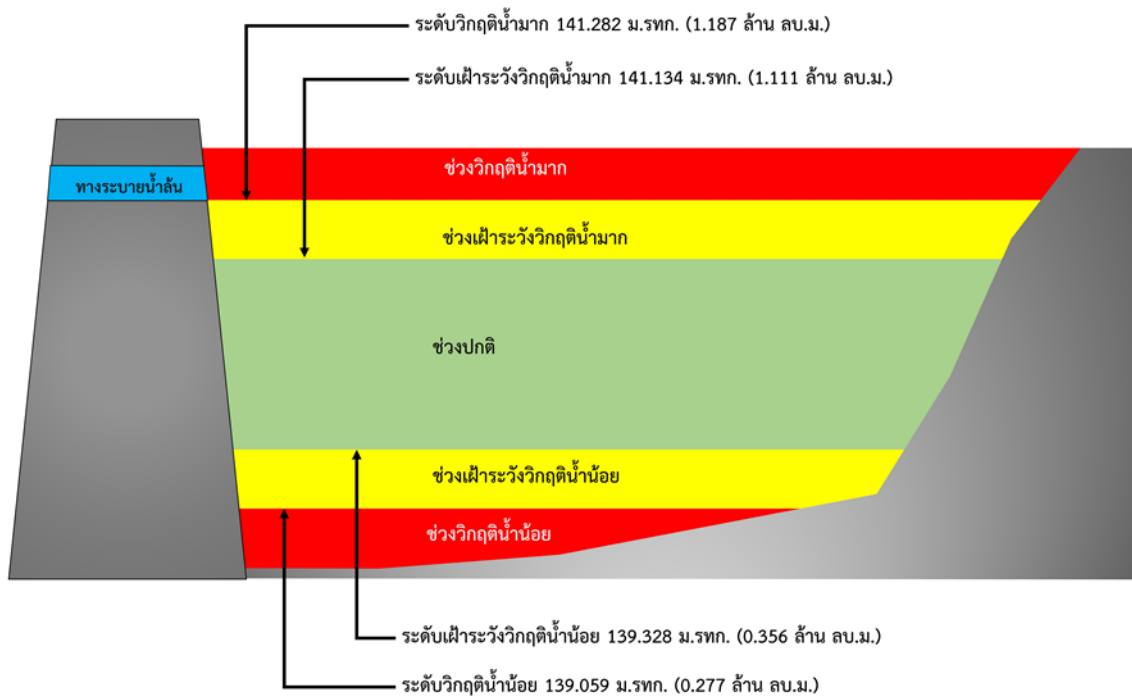 ระดับวิกฤติน้ำมาก 141.282 ม.รทก. (1.187 ล้าน ลบ.ม.)
ระดับเฝ้าระวังวิกฤติน้ำมาก 141.134 ม.รทก. (1.111 ล้าน ลบ.ม.)
ช่วงวิกฤติน้ำมาก
ทางระบายน้ำล้น
ช่วงเฝ้าระวังวิกฤติน้ำมาก
ช่วงปกติ
ช่วงเฝ้าระวังวิกฤติน้ำน้อย
ช่วงวิกฤติน้ำน้อย
ระดับเฝ้าระวังวิกฤติน้ำน้อย 139.328 ม.รทก. (0.356 ล้าน ลบ.ม.)
ระดับวิกฤติน้ำน้อย 139.059 ม.รทก. (0.277 ล้าน ลบ.ม.)